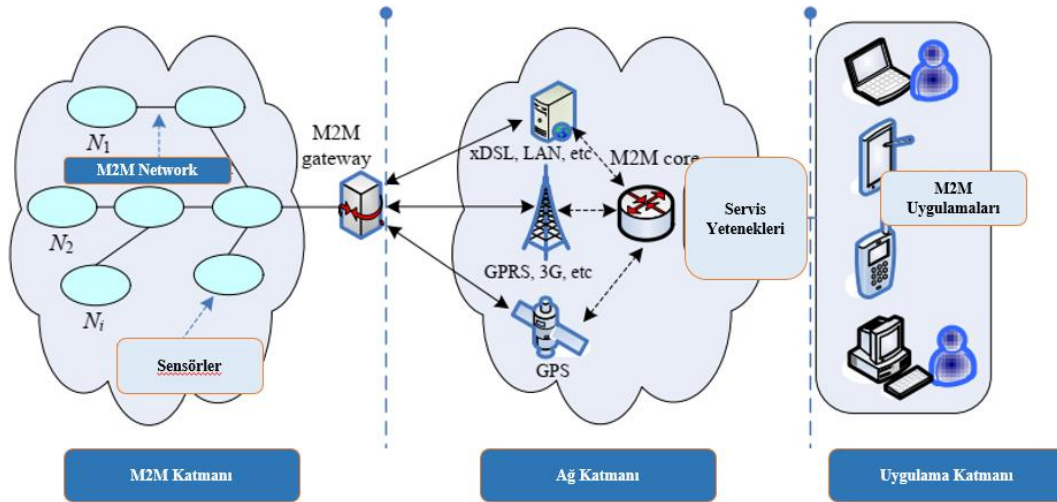 N1
M2M Network
N2
Ni
Sensörler
M2M
gateway
xDSL, LAN, etc
M2M core
GPRS, 3G, etc
GPS
Servis
Yetenekleri
M2M
Uygulamaları
M2M Katmanı
Ağ Katmanı
Uygulama Katmanı